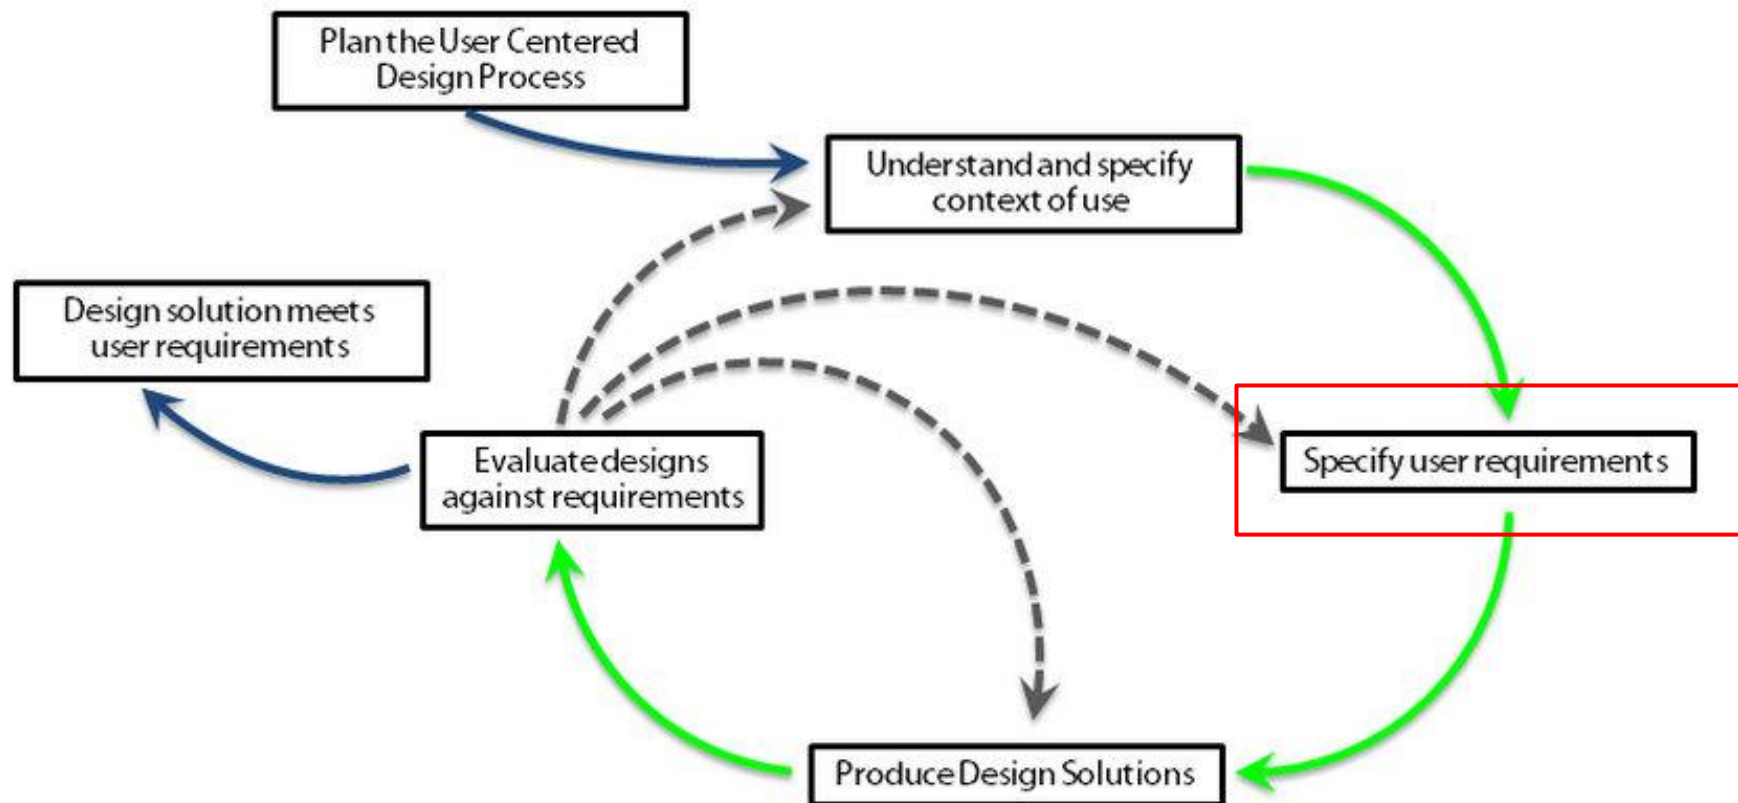 Plan the User Centered
Design Process
Understand and specify
context of use
Design solution meets
user requirements
Evaluate designs
against requirements
Specify user requirements
Produce Design Solutions